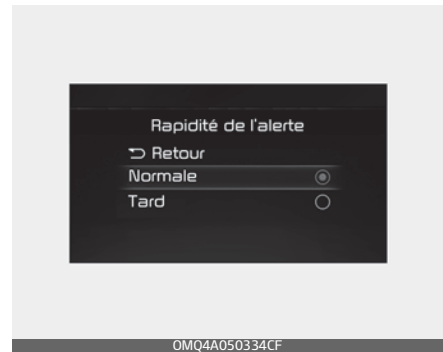 Rapidité de l'alerte
⮌ Retour
Normale
Tard
OMQ4A050334CF